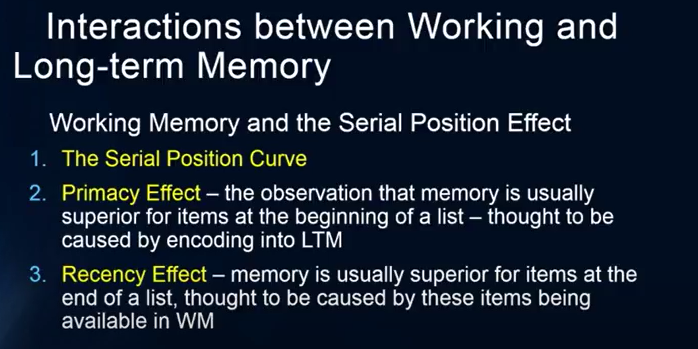 Interactions between Working and
Long-term Memory
Working Memory and the Serial Position Effect
1. The Serial Position Curve
2. Primacy Effect – the observation that memory is usually
superior for items at the beginning of a list – thought to be
caused by encoding into LTM
3. Recency Effect – memory is usually superior for items at the
end of a list, thought to be caused by these items being
available in WM